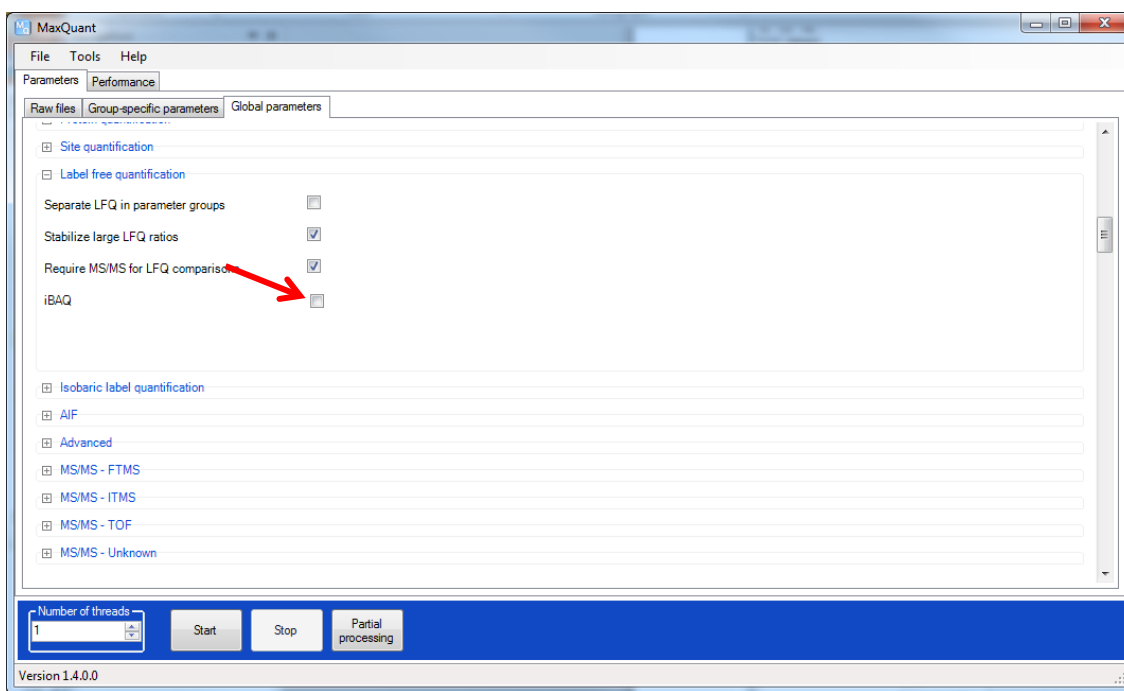 MaxQuant
File Tools Help
Parameters Performance
Raw files Group-specific parameters Global parameters
Site quantification
Label free quantification
Separate LFQ in parameter groups
Stabilize large LFQ ratios
Require MS/MS for LFQ comparisons
iBAQ
Isobaric label quantification
AIF
Advanced
MS/MS - FTMS
MS/MS - ITMS
MS/MS - TOF
MS/MS - Unknown
Number of threads
1
Start Stop Partial
processing
Version 1.4.0.0